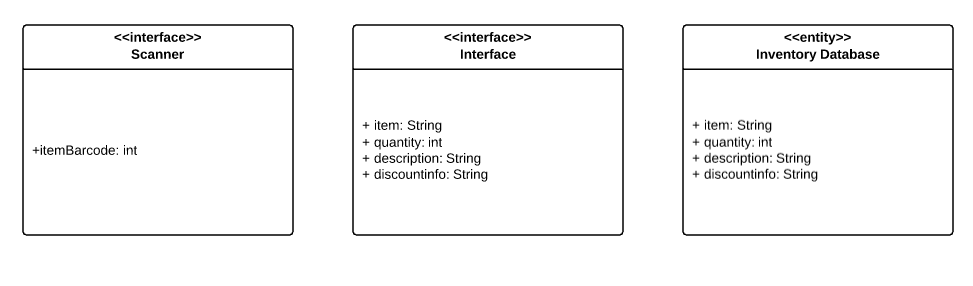 <<interface>>
Scanner
+itemBarcode: int
<<interface>>
Interface
+ item: String
+ quantity: int
+ description: String
+ discountinfo: String
<<entity>>
Inventory Database
+ item: String
+ quantity: int
+ description: String
+ discountinfo: String